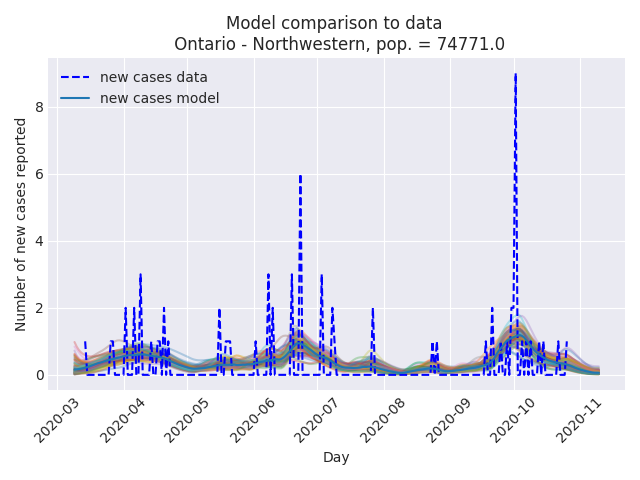 Model comparison to data
Ontario - Northwestern, pop. = 74771.0
new cases data
new cases model
Number of new cases reported
8
6
4
2
0
2020-03
2020-04
2020-05
2020-06
2020-07
2020-08
2020-09
2020-10
2020-11
Day